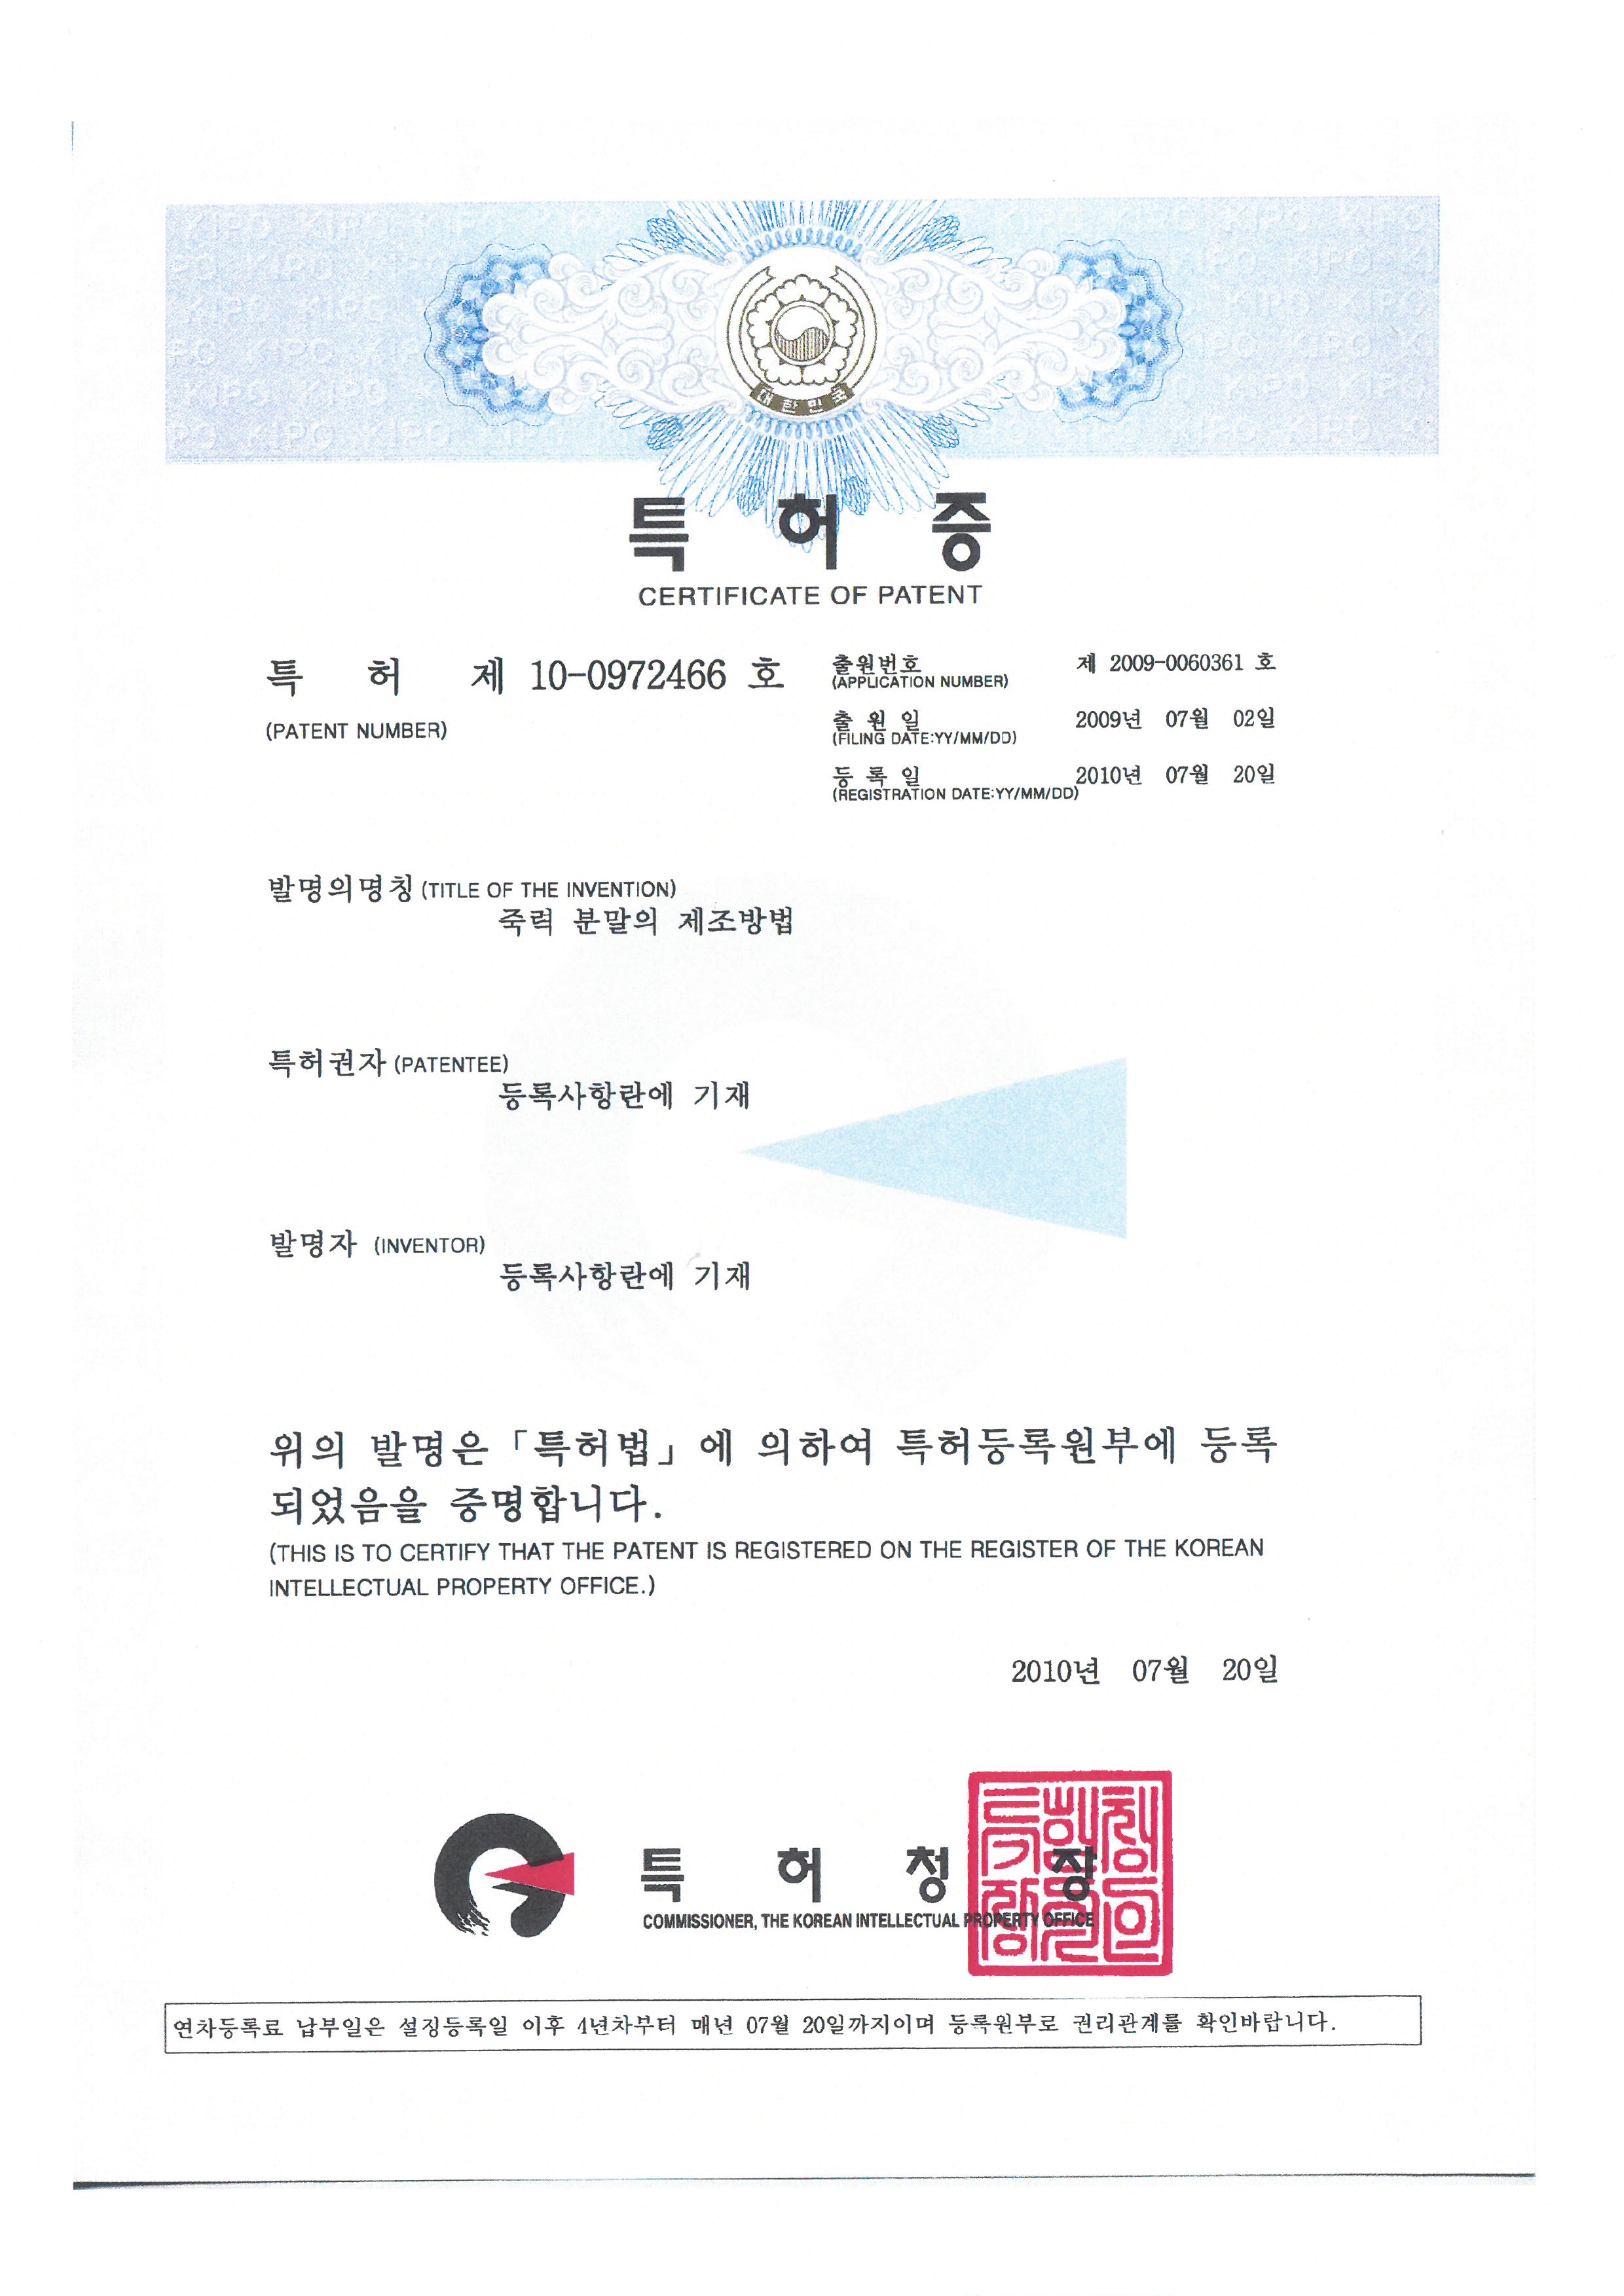 대한민국
특 허 증
CERTIFICATE OF PATENT
특 허 제 10-0972466 호
(PATENT NUMBER)
출원번호 제 2009-0060361 호
(APPLICATION NUMBER)
출 원 일 2009년 07월 02일
(FILING DATE:YY/MM/DD)
등 록 일 2010년 07월 20일
(REGISTRATION DATE:YY/MM/DD)
발명의명칭 (TITLE OF THE INVENTION)
죽력 분말의 제조방법
특허권자 (PATENTEE)
등록사항란에 기재
발명자 (INVENTOR)
등록사항란에 기재
위의 발명은 「특허법」에 의하여 특허등록원부에 등록
되었음을 증명합니다.
(THIS IS TO CERTIFY THAT THE PATENT IS REGISTERED ON THE REGISTER OF THE KOREAN
INTELLECTUAL PROPERTY OFFICE.)
2010년 07월 20일
특 허 청 장
COMMISSIONER, THE KOREAN INTELLECTUAL PROPERTY OFFICE
연차등록료 납부일은 설정등록일 이후 4년차부터 매년 07월 20일까지이며 등록원부로 권리관계를 확인바랍니다.